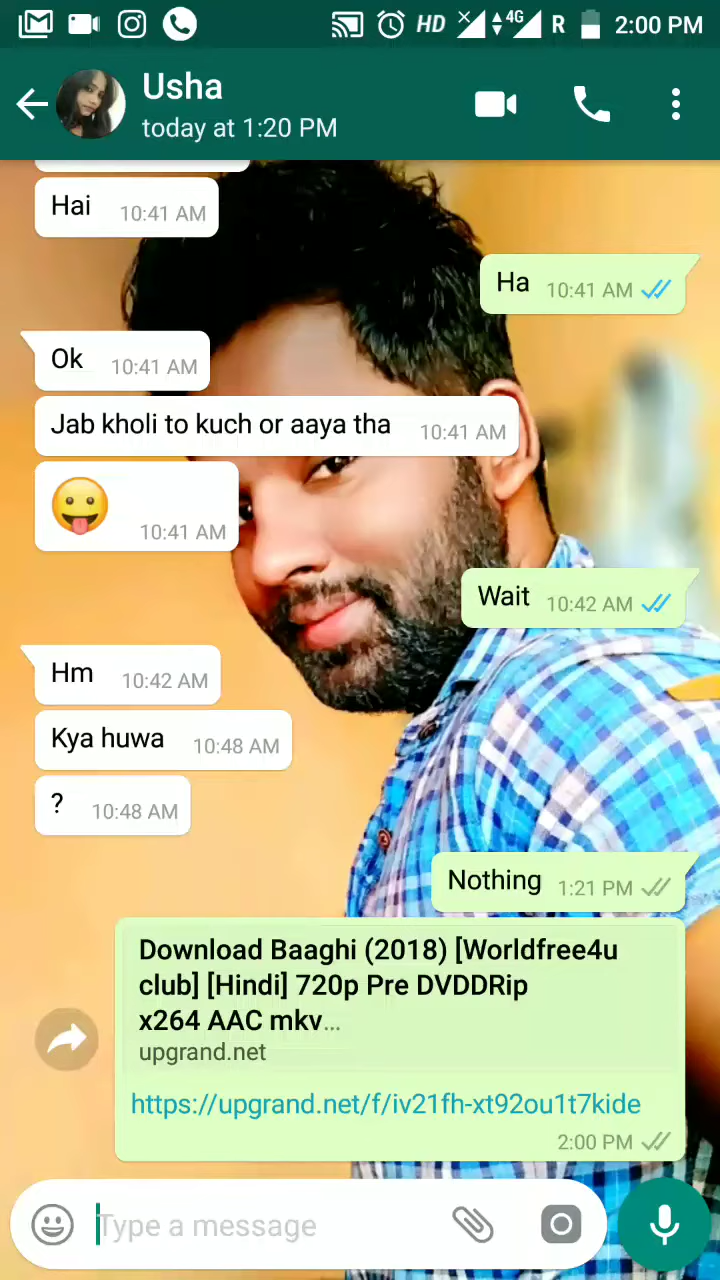 HD 4G R 2:00 PM
Usha
today at 1:20 PM
Hai 10:41 AM
Ha 10:41 AM
Ok 10:41 AM
Jab kholi to kuch or aaya tha 10:41 AM
10:41 AM
Wait 10:42 AM
Hm 10:42 AM
Kya huwa 10:48 AM
? 10:48 AM
Nothing 1:21 PM
Download Baaghi (2018) [Worldfree4u
club] [Hindi] 720p Pre DVDDRip
x264 AAC mkv...
upgrand.net
https://upgrand.net/f/iv21fh-xt92ou1t7kide
2:00 PM
Type a message